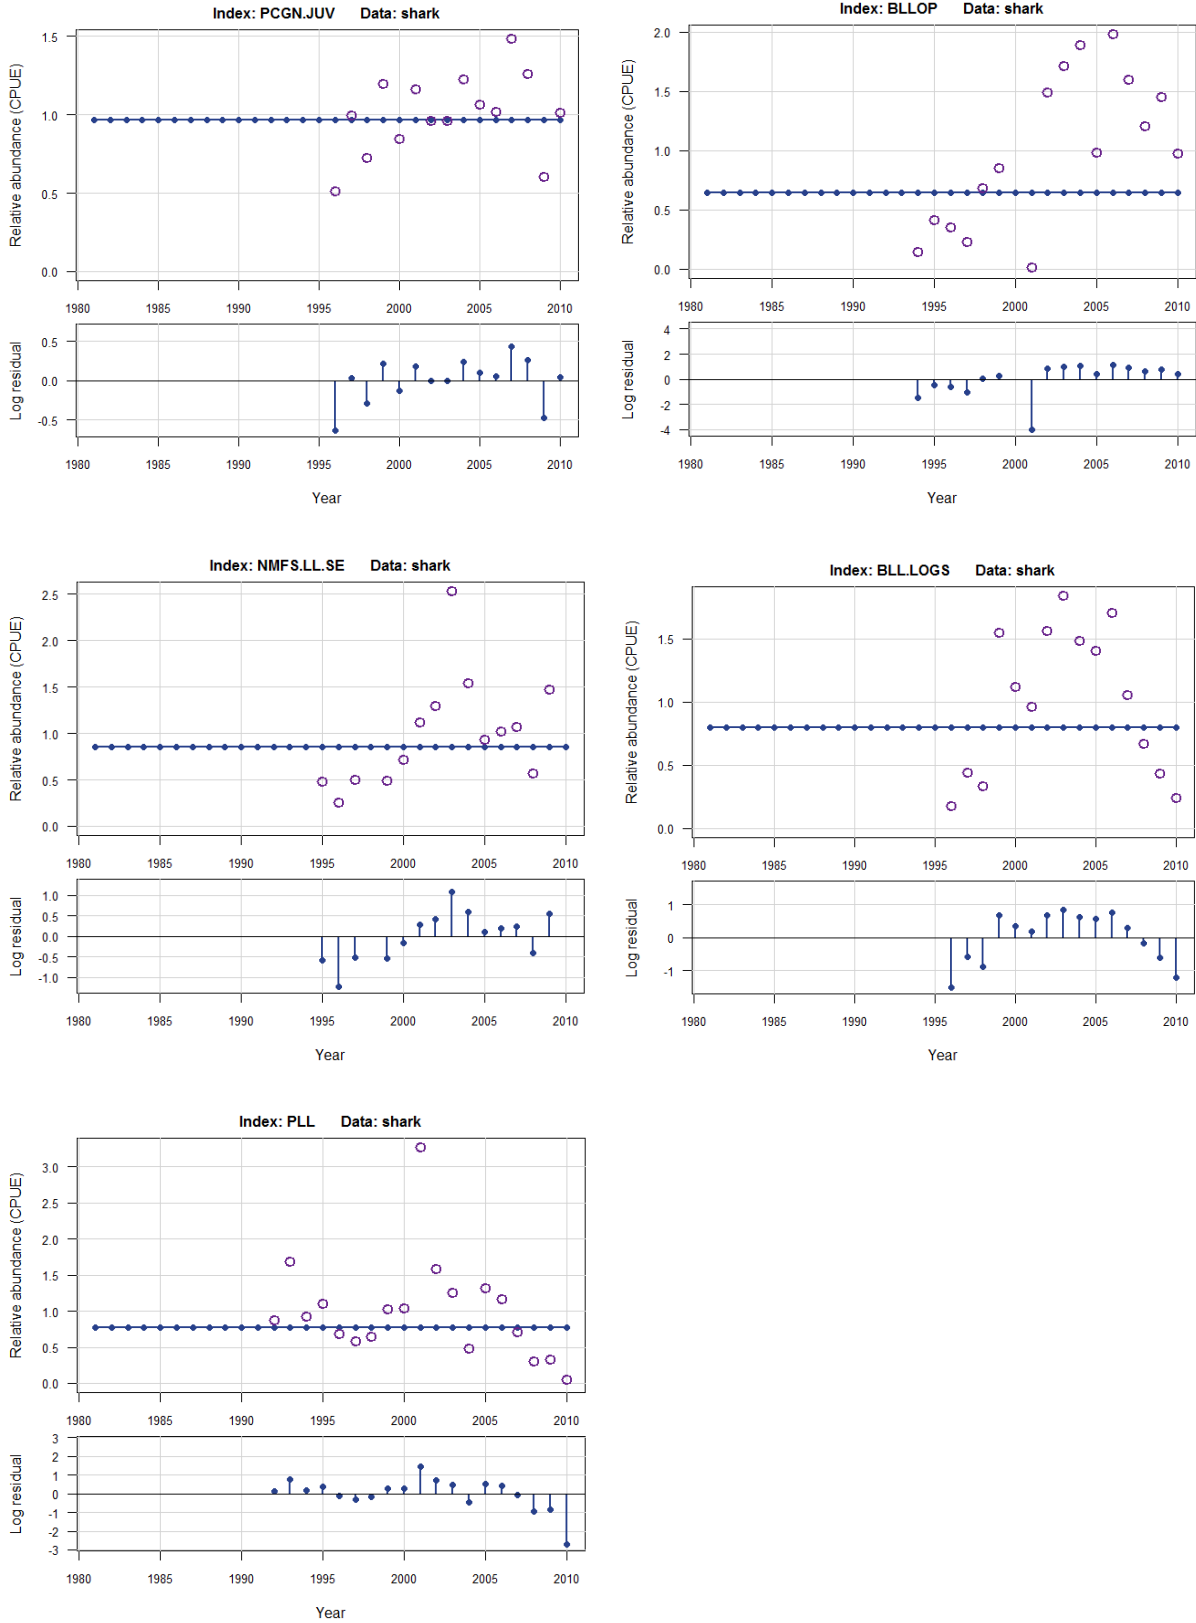 Index: PCGN.JUV Data: shark
Relative abundance (CPUE)
1.5
1.0
0.5
0.0
1980 1985 1990 1995 2000 2005 2010
Log residual
0.5
0.0
-0.5
1980 1985 1990 1995 2000 2005 2010
Year
Index: BLLOP Data: shark
Relative abundance (CPUE)
2.0
1.5
1.0
0.5
0.0
1980 1985 1990 1995 2000 2005 2010
Log residual
4
2
0
-2
-4
1980 1985 1990 1995 2000 2005 2010
Year
Index: NMFS.LL.SE Data: shark
Relative abundance (CPUE)
2.5
2.0
1.5
1.0
0.5
0.0
1980 1985 1990 1995 2000 2005 2010
Log residual
1.0
0.5
0.0
-0.5
-1.0
1980 1985 1990 1995 2000 2005 2010
Year
Index: BLL.LOGS Data: shark
Relative abundance (CPUE)
1.5
1.0
0.5
0.0
1980 1985 1990 1995 2000 2005 2010
Log residual
1
0
-1
1980 1985 1990 1995 2000 2005 2010
Year
Index: PLL Data: shark
Relative abundance (CPUE)
3.0
2.0
1.5
1.0
0.5
0.0
1980 1985 1990 1995 2000 2005 2010
Log residual
3
2
1
0
-1
-2
-3
1980 1985 1990 1995 2000 2005 2010
Year